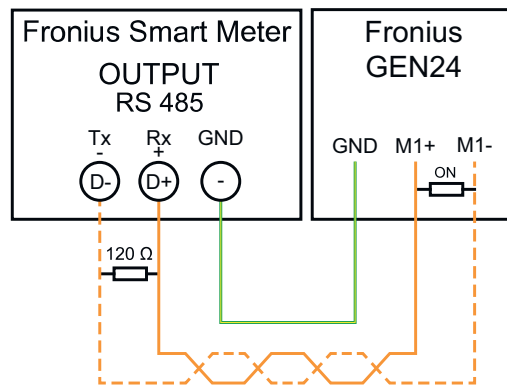 Fronius Smart Meter
OUTPUT
RS 485
Tx Rx GND
- +
D- D+ -
120 Ω
Fronius
GEN24
GND M1+ M1-
ON